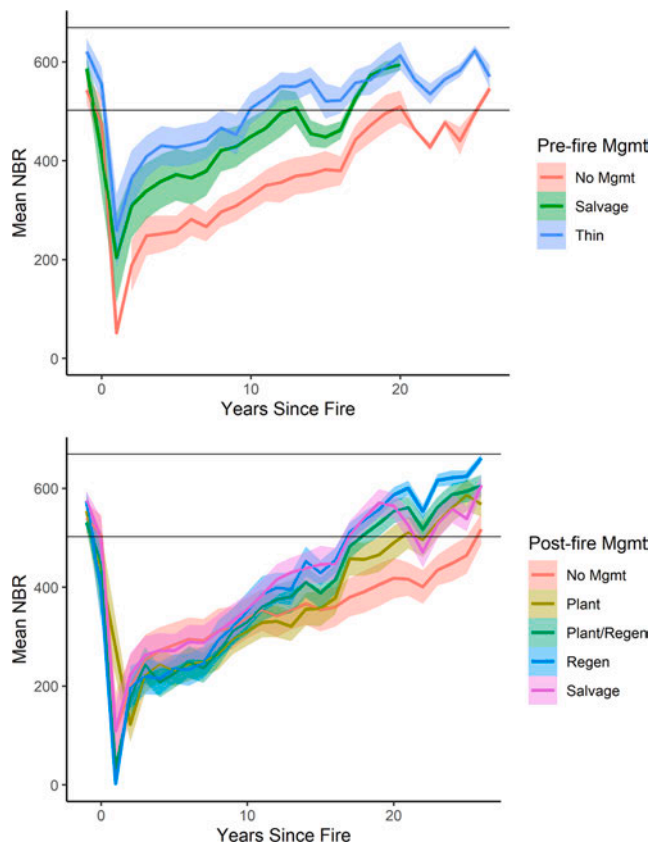 600
400
200
0
Mean NBR
0
10
20
Years Since Fire
Pre-fire Mgmt
No Mgmt
Salvage
Thin
600
400
200
0
Mean NBR
0
10
20
Years Since Fire
Post-fire Mgmt
No Mgmt
Plant
Plant/Regen
Regen
Salvage